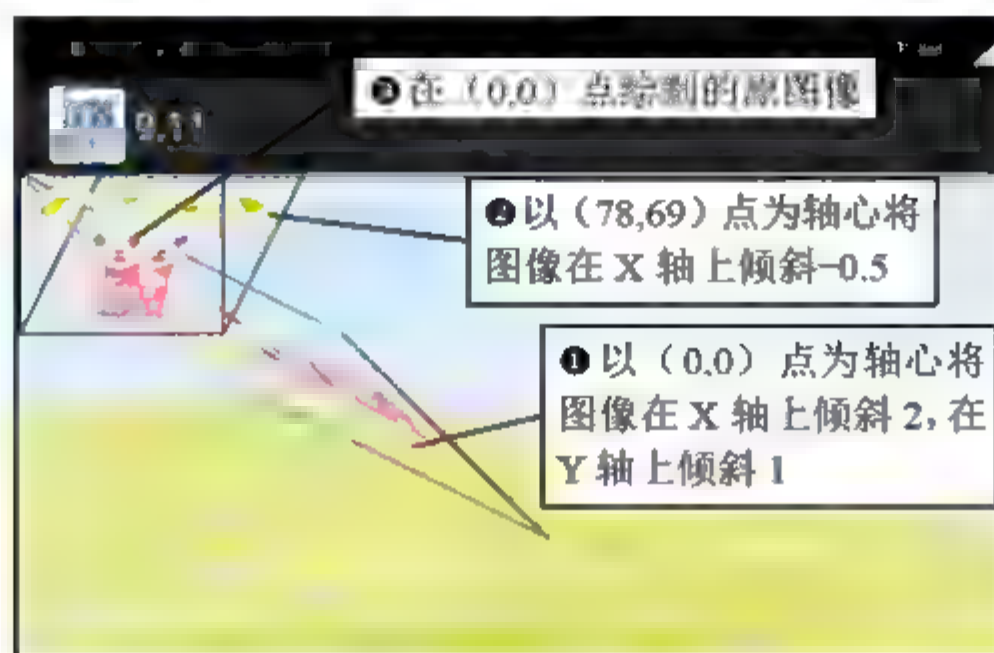 ❸在（0,0）点绘制的原图像
❷以（78,69）点为轴心将
图像在 X 轴上倾斜-0.5
❶以（0,0）点为轴心将
图像在 X 轴上倾斜 2, 在
Y 轴上倾斜 1